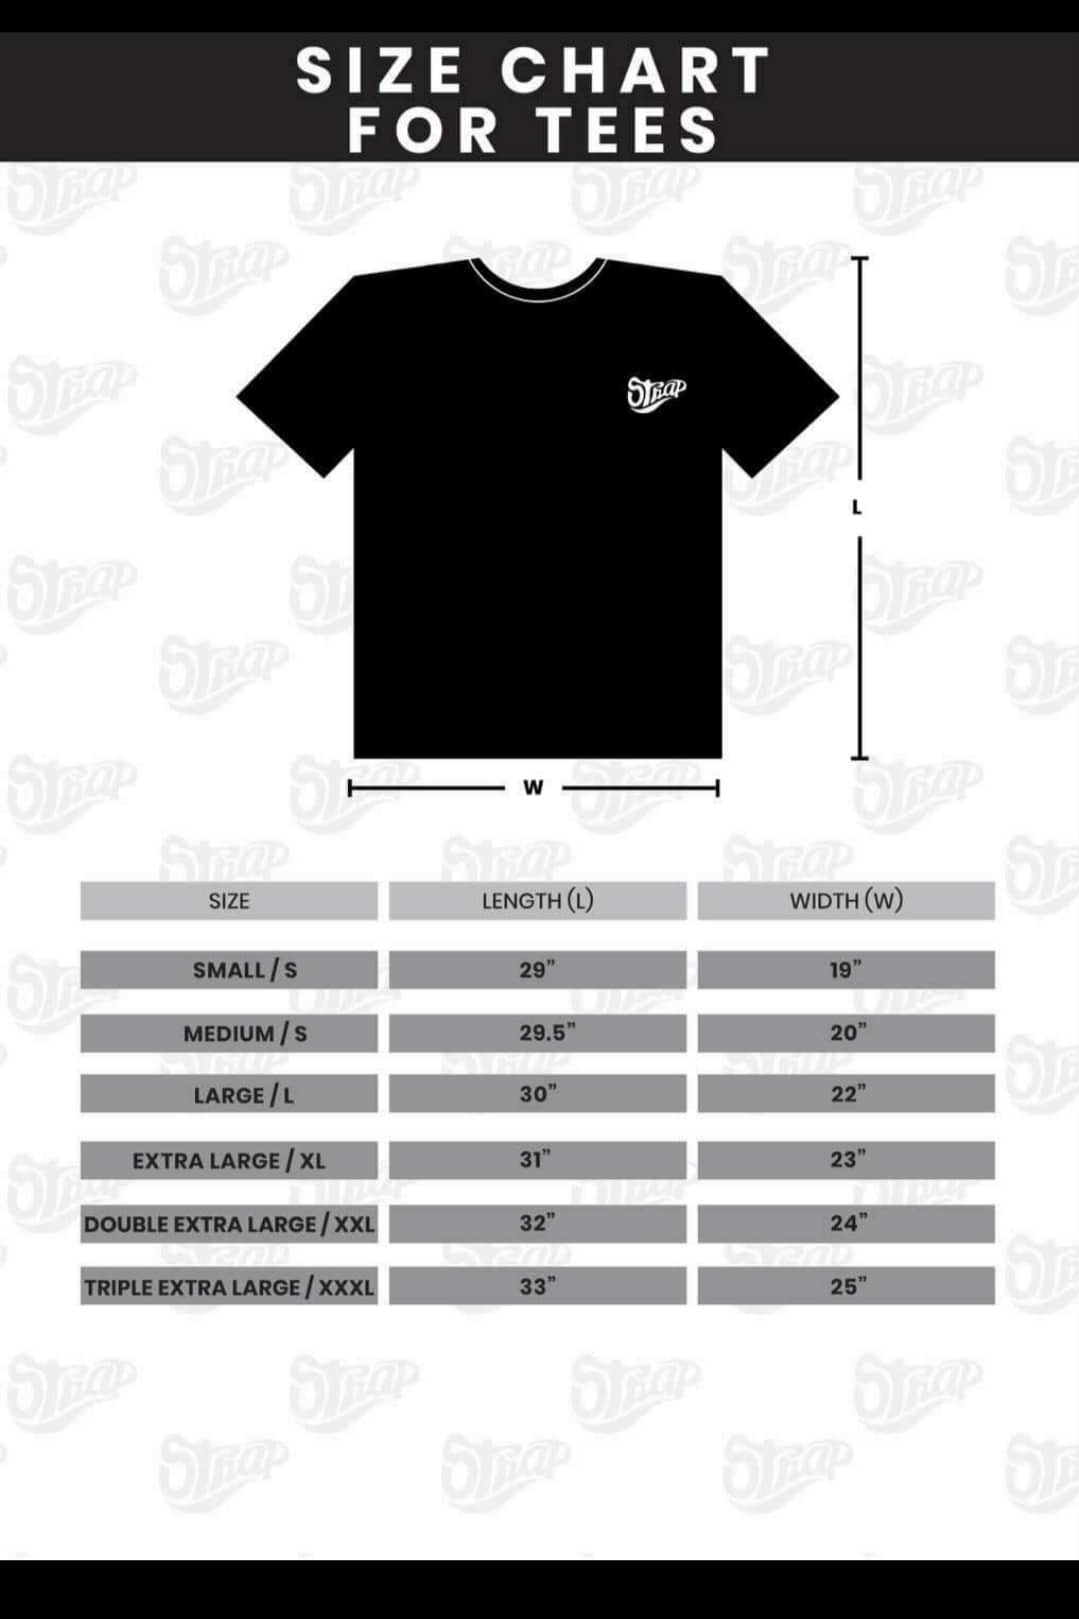 SIZE CHART
FOR TEES
Strap
L
W
SIZE LENGTH (L) WIDTH (W)
SMALL / S 29” 19”
MEDIUM / S 29.5” 20”
LARGE / L 30” 22”
EXTRA LARGE / XL 31” 23”
DOUBLE EXTRA LARGE / XXL 32” 24”
TRIPLE EXTRA LARGE / XXXL 33” 25”